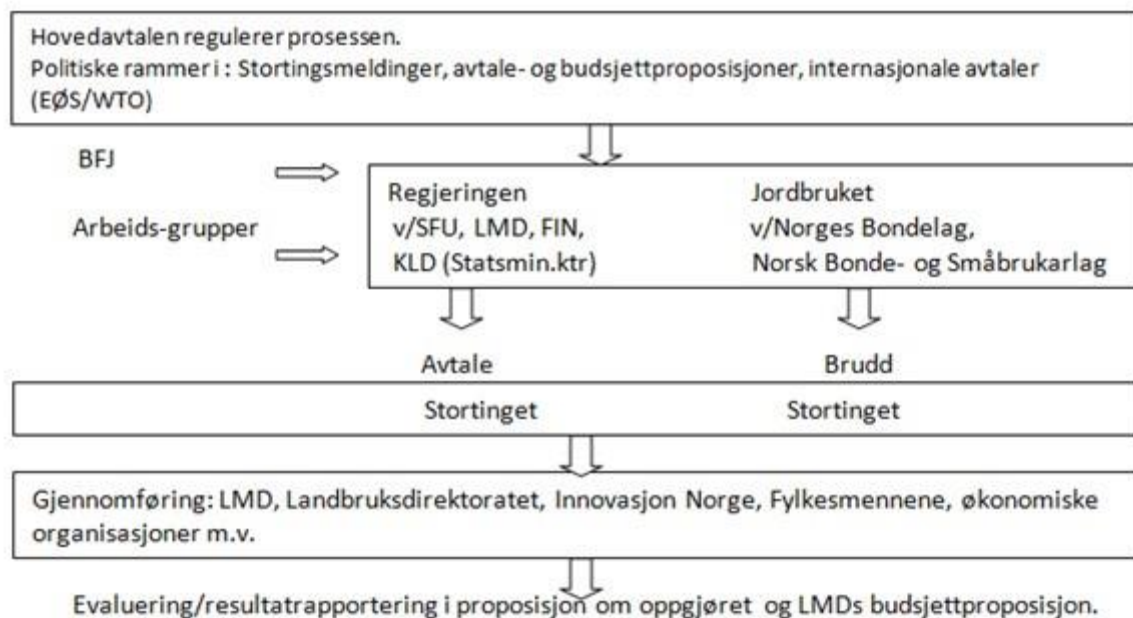 Hovedavtalen regulerer prosessen.
Politiske rammer i : Stortingsmeldinger, avtale- og budsjettproposisjoner, internasjonale avtaler
(EØS/WTO)
BFJ
Arbeids-grupper
Regjeringen
v/SFU, LMD, FIN,
KLD (Statsmin.ktr)
Jordbruket
v/Norges Bondelag,
Norsk Bonde- og Småbrukarlag
Avtale
Brudd
Stortinget
Stortinget
Gjennomføring: LMD, Landbruksdirektoratet, Innovasjon Norge, Fylkesmennene, økonomiske
organisasjoner m.v.
Evaluering/resultatrapportering i proposisjon om oppgjøret og LMDs budsjettproposisjon.